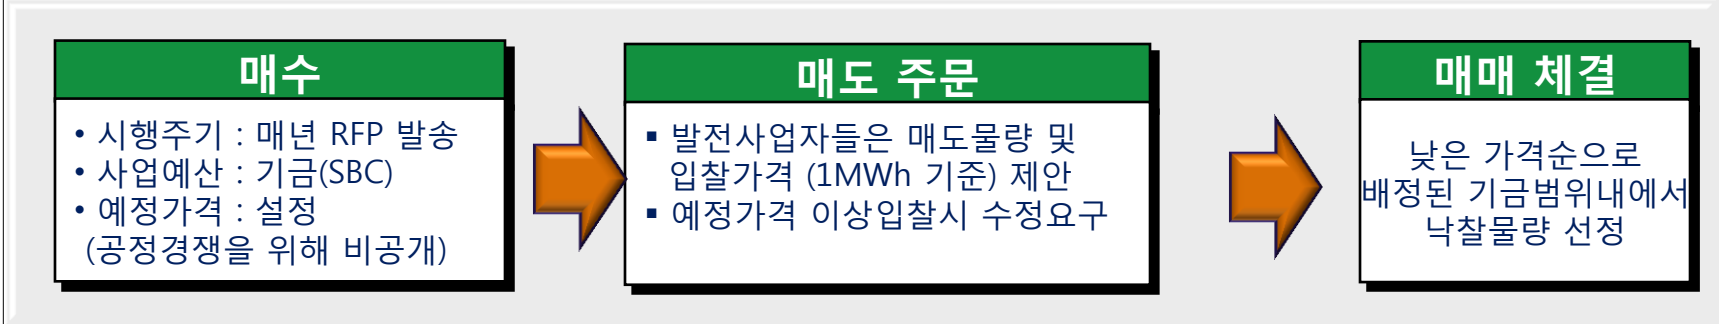 매수
• 시행주기 : 매년 RFP 발송
• 사업예산 : 기금(SBC)
• 예정가격 : 설정
(공정경쟁을 위해 비공개)
매도 주문
▪ 발전사업자들은 매도물량 및
입찰가격 (1MWh 기준) 제안
▪ 예정가격 이상입찰시 수정요구
매매 체결
낮은 가격순으로
배정된 기금범위내에서
낙찰물량 선정